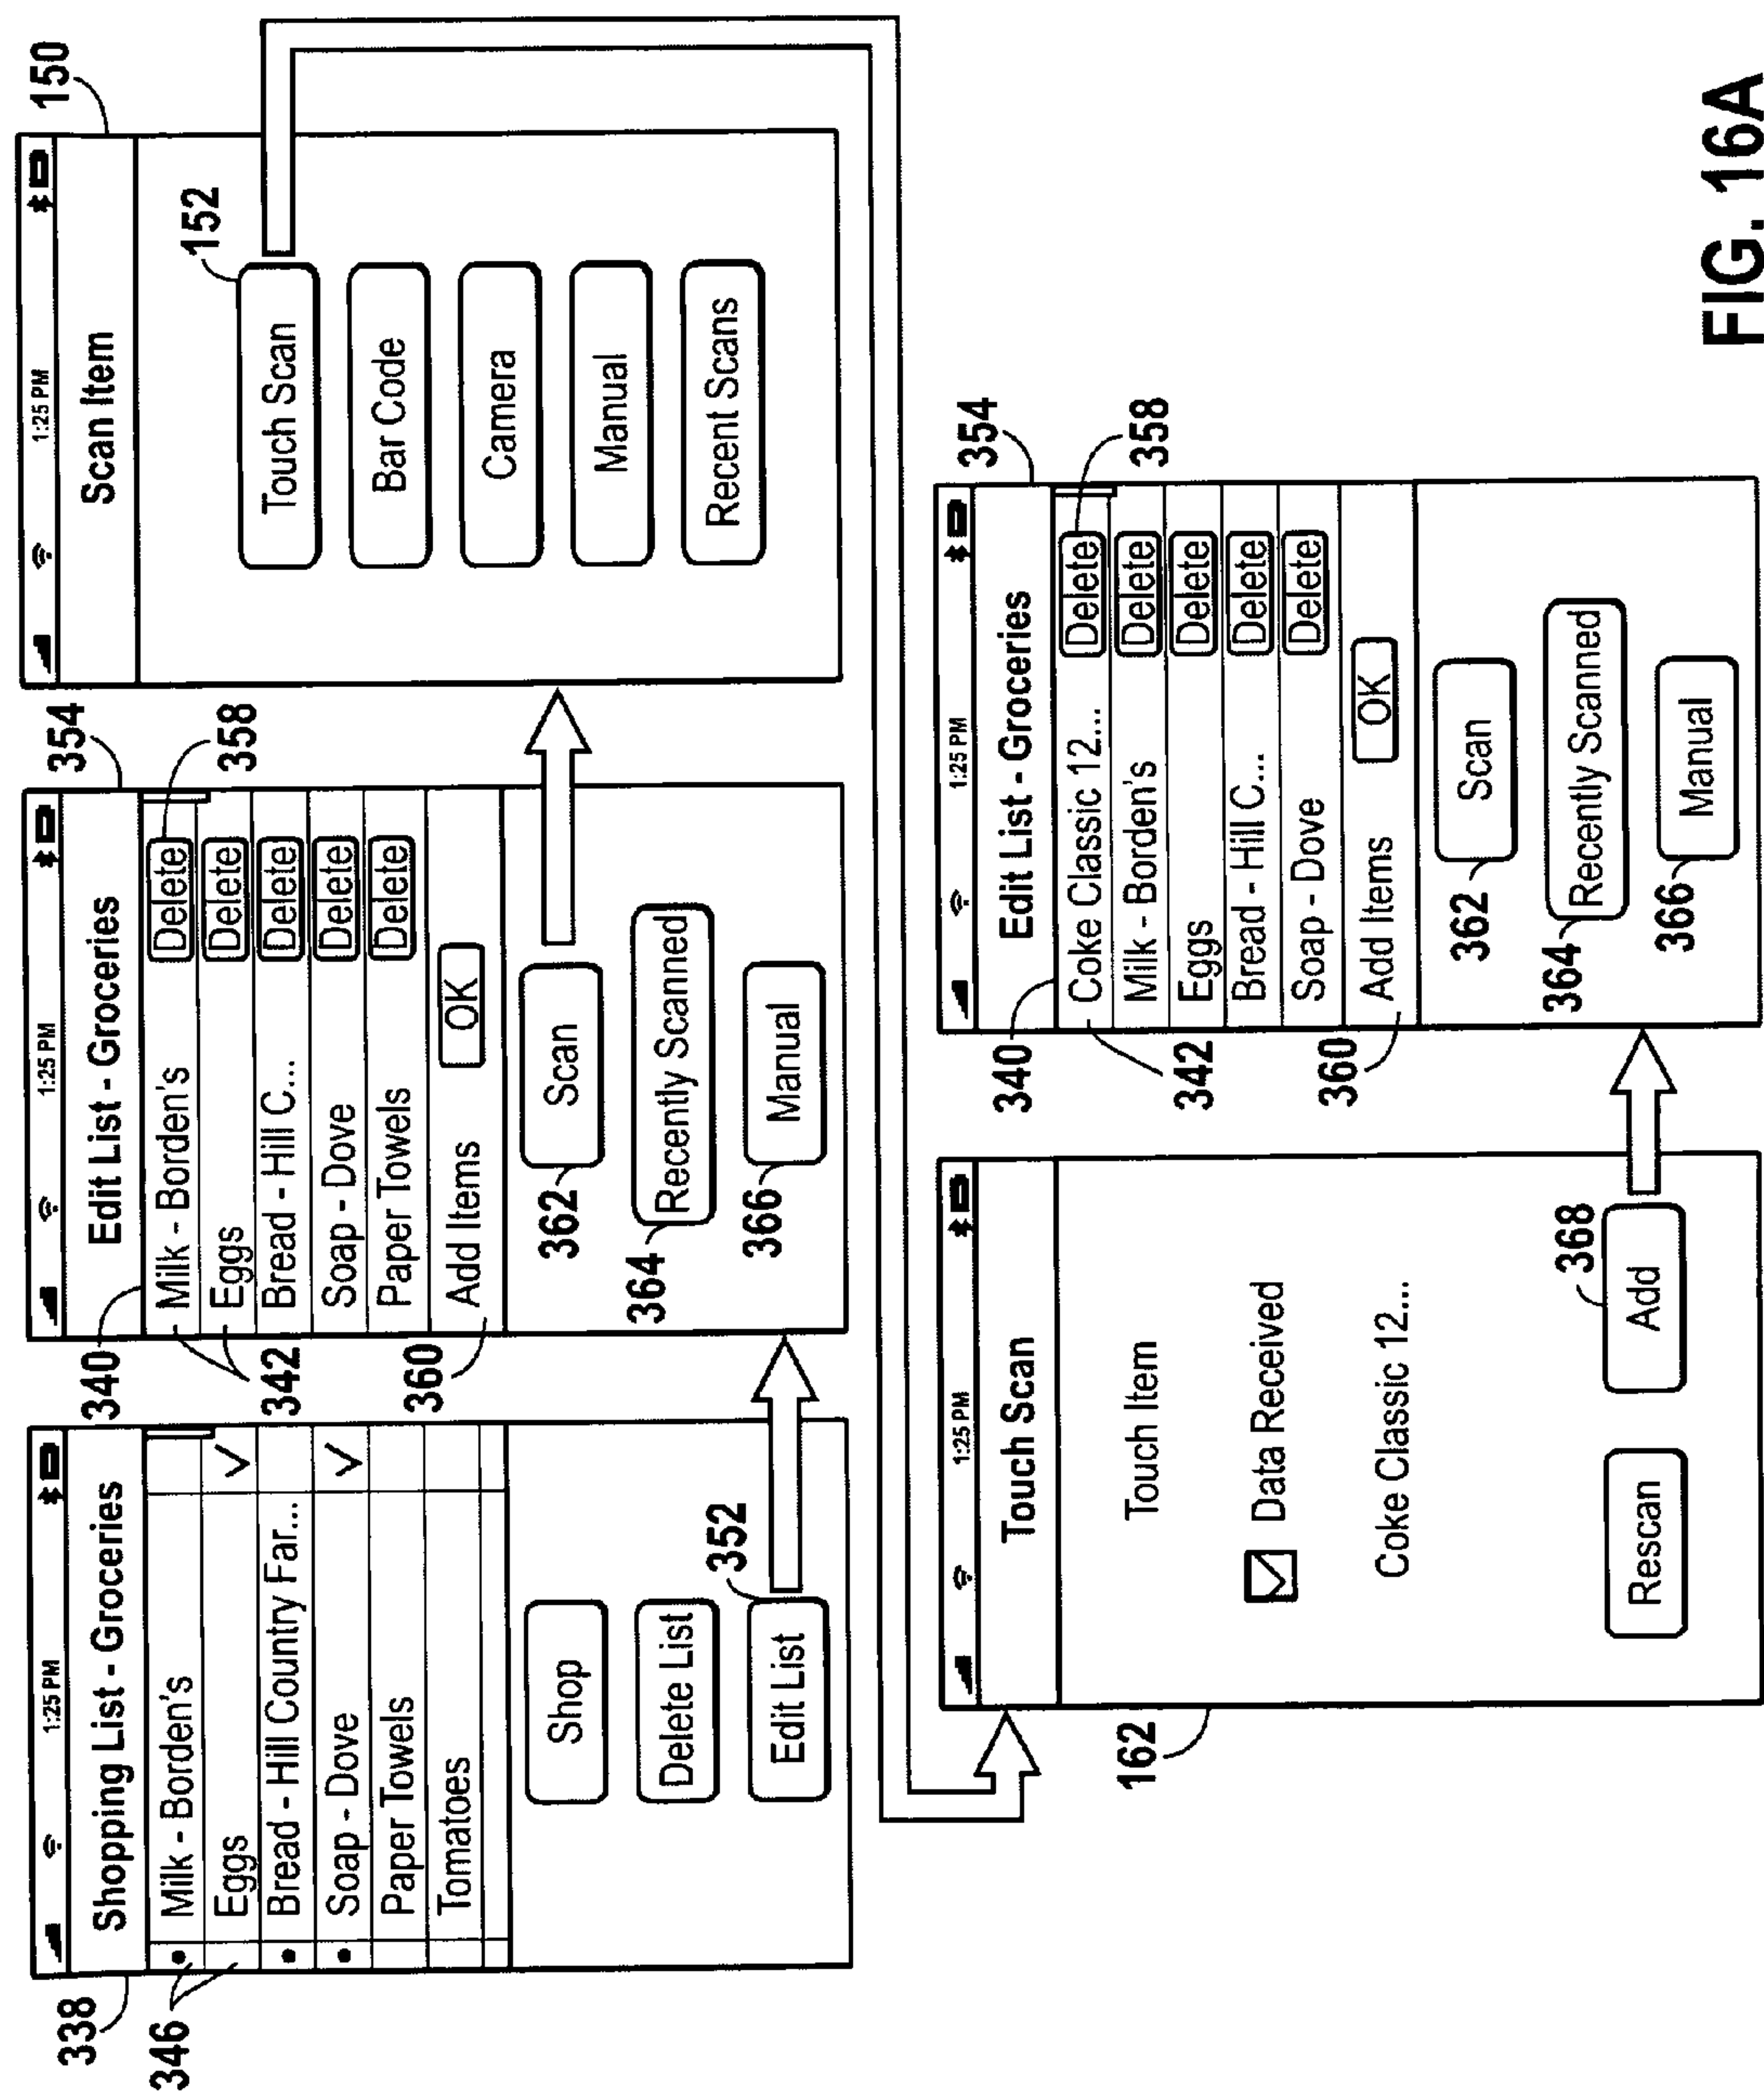 338
1:25 PM
Shopping List - Groceries
346
Milk - Borden's
Eggs
Bread - Hill Country Far...
Soap - Dove
Paper Towels
Tomatoes
Shop
Delete List
Edit List
352
354
1:25 PM
Edit List - Groceries
340
342
Milk - Borden's Delete
358
Eggs Delete
Bread - Hill C... Delete
Soap - Dove Delete
Paper Towels Delete
360
Add Items OK
362
Scan
364
Recently Scanned
366
Manual
150
1:25 PM
Scan Item
152
Touch Scan
Bar Code
Camera
Manual
Recent Scans
162
1:25 PM
Touch Scan
Touch Item
Data Received
Coke Classic 12...
368
Rescan Add
354
1:25 PM
Edit List - Groceries
340
342
Coke Classic 12... Delete
358
Milk - Borden's Delete
Eggs Delete
Bread - Hill C... Delete
Soap - Dove Delete
360
Add Items OK
362
Scan
364
Recently Scanned
366
Manual
FIG. 16A